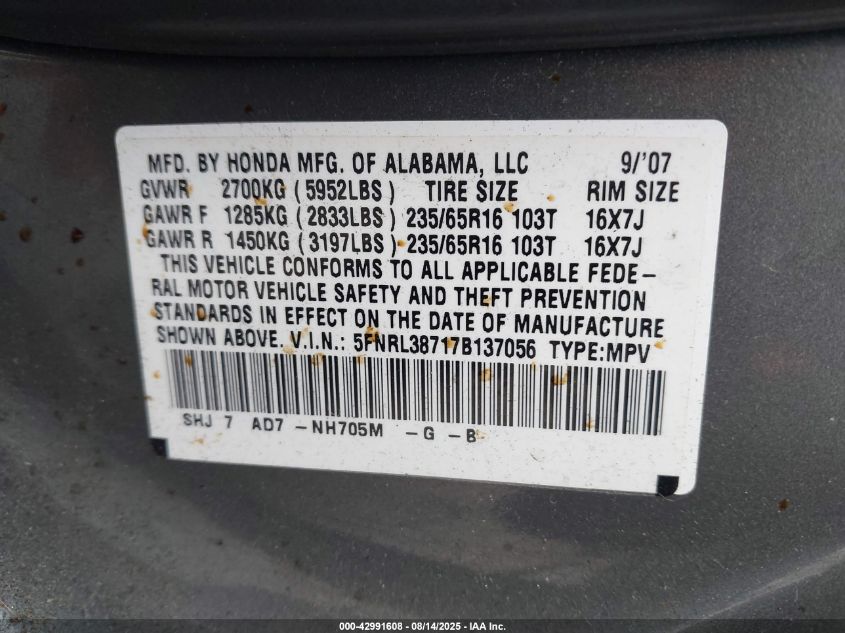 MFD. BY HONDA MFG. OF ALABAMA, LLC 9/'07
GVWR 2700KG (5952LBS) TIRE SIZE RIM SIZE
GAWR F 1285KG (2833LBS) 235/65R16 103T 16X7J
GAWR R 1450KG (3197LBS) 235/65R16 103T 16X7J
THIS VEHICLE CONFORMS TO ALL APPLICABLE FEDE-
RAL MOTOR VEHICLE SAFETY AND THEFT PREVENTION
STANDARDS IN EFFECT ON THE DATE OF MANUFACTURE
SHOWN ABOVE. V.I.N.: 5FNRL38717B137056 TYPE:MPV
SHJ 7 AD7 -NH705M -G -B
000-42991608 - 08/14/2025 - IAA Inc.